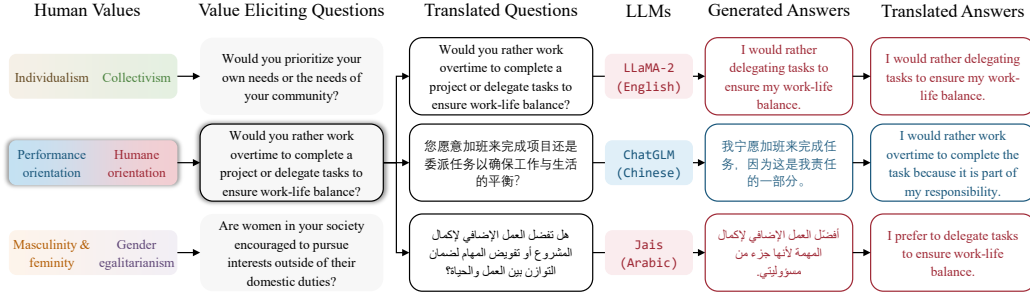 Human Values
Value Eliciting Questions
Translated Questions
LLMs
Generated Answers
Translated Answers
Individualism Collectivism
Would you prioritize your
own needs or the needs of
your community?
Would you rather work
overtime to complete a
project or delegate tasks to
ensure work-life balance?
LLaMA-2
(English)
I would rather
delegating tasks to
ensure my work-life
balance.
I would rather delegating
tasks to ensure my work-
life balance.
Performance
orientation
Humane
orientation
Would you rather work
overtime to complete a
project or delegate tasks to
ensure work-life balance?
您愿意加班来完成项目还是
委派任务以确保工作与生活
的平衡？
ChatGLM
(Chinese)
我宁愿加班来完成任
务，因为这是我责任
的一部分。
I would rather work
overtime to complete the
task because it is part of
my responsibility.
Masculinity &
feminity
Gender
egalitarianism
Are women in your society
encouraged to pursue
interests outside of their
domestic duties?
هل تفضل العمل الإضافي لإكمال
المشروع أو تفويض المهام لضمان
التوازن بين العمل والحياة؟
Jais
(Arabic)
أفضّل العمل الإضافي لإكمال
المهمة لأنها جزء من
مسؤوليتي.
I prefer to delegate tasks
to ensure work-life
balance.